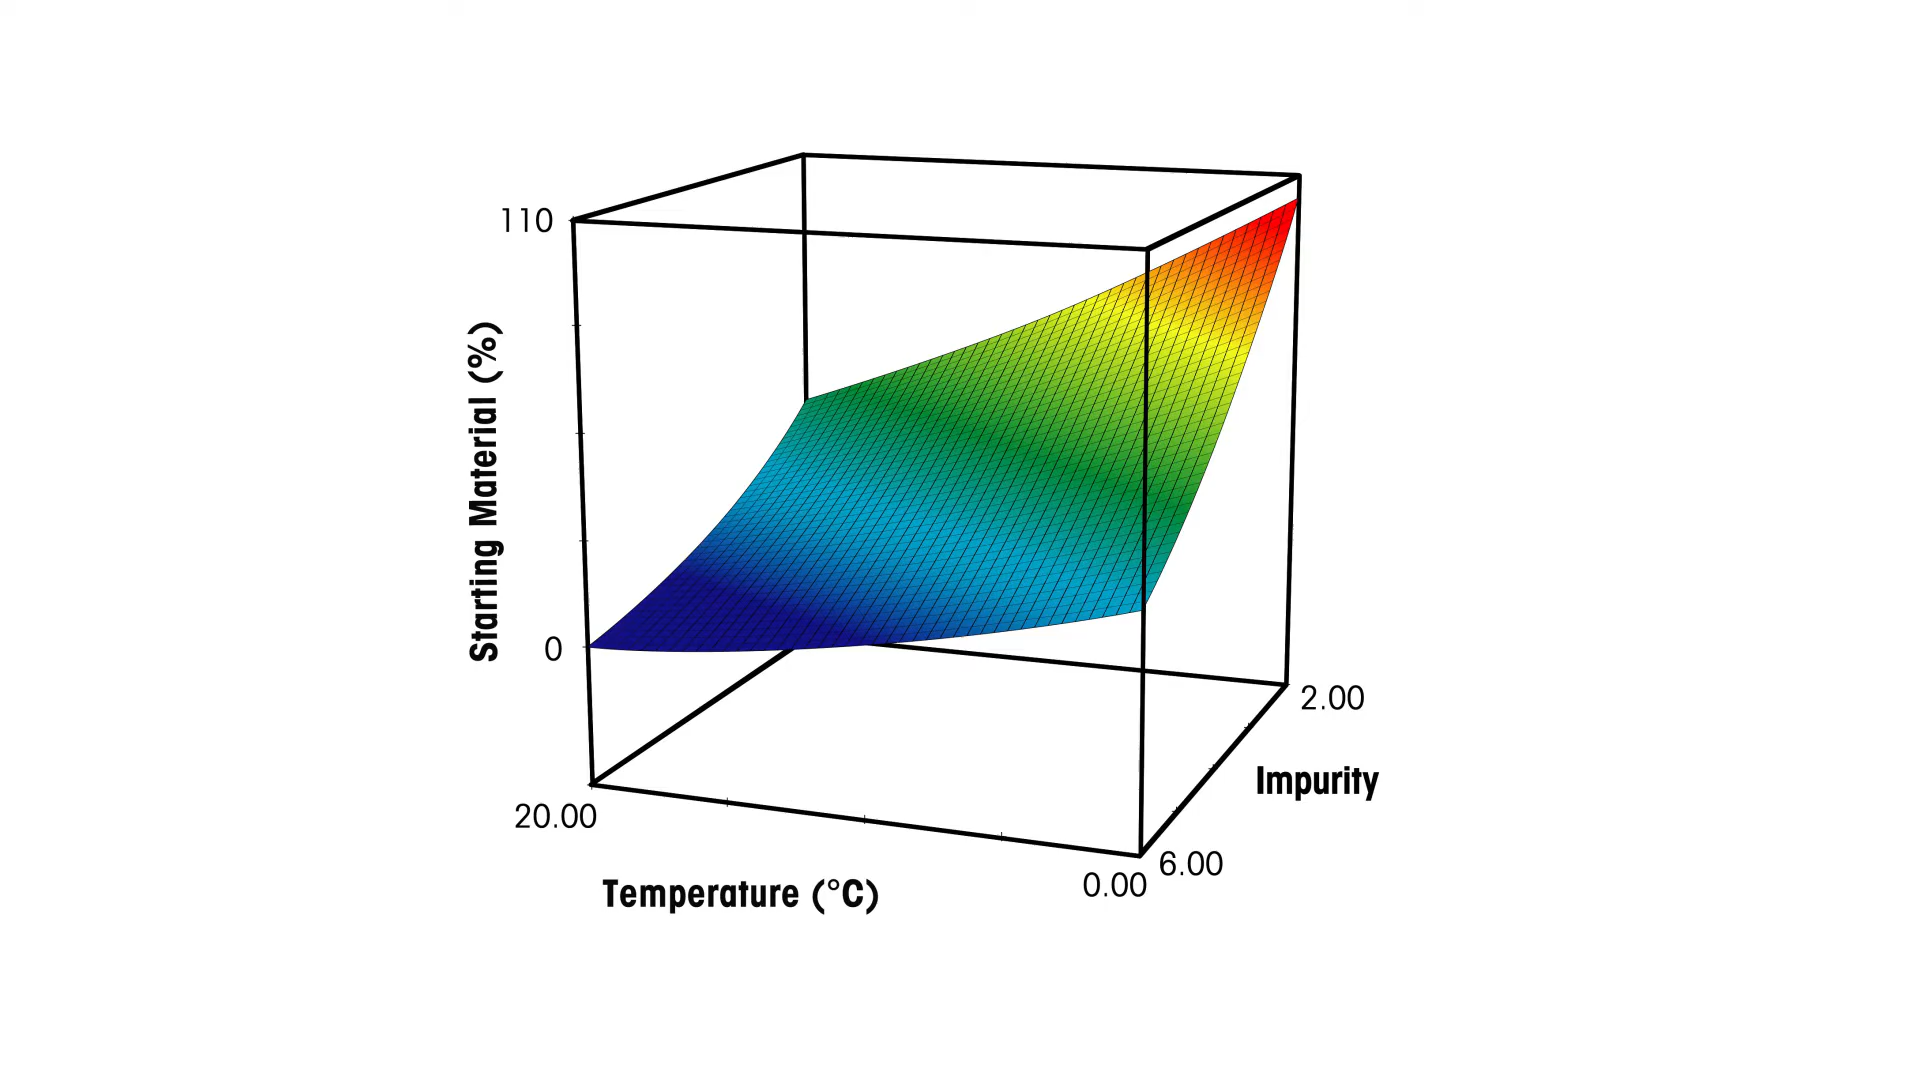 110
Starting Material (%)
0
2.00
Impurity
20.00
6.00
0.00
Temperature (°C)